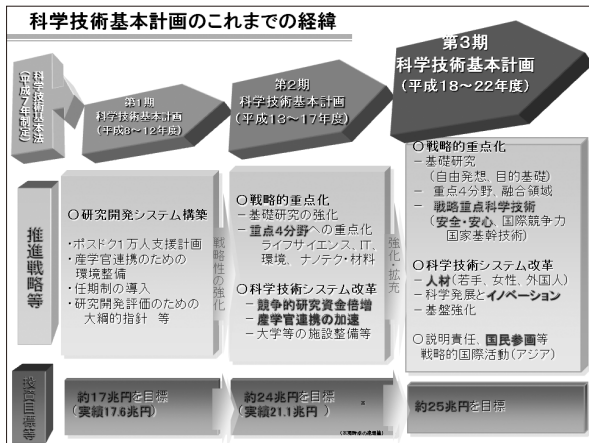 科学技術基本計画のこれまでの経緯
科学技術基本法
(平成7年制定)
第1期
科学技術基本計画
(平成8～12年度)
第2期
科学技術基本計画
(平成13～17年度)
第3期
科学技術基本計画
(平成18～22年度)
推進戦略等
○研究開発システム構築
・ポスドク1万人支援計画
・産学官連携のための
環境整備
・任期制の導入
・研究開発評価のための
大綱的指針 等
戦略性の強化
○戦略的重点化
－基礎研究の強化
－重点4分野への重点化
ライフサイエンス、IT、
環境、ナノテク・材料
○科学技術システム改革
－競争的研究資金倍増
－産学官連携の加速
－大学等の施設整備等
強化・拡充
○戦略的重点化
－基礎研究
(自由発想、目的基礎)
－重点4分野、融合領域
－戦略重点科学技術
(安全・安心、国際競争力
国家基幹技術)
○科学技術システム改革
－人材(若手、女性、外国人)
－科学発展とイノベーション
－基盤強化
○説明責任、国民参画等
戦略的国際活動(アジア)
投資目標等
約17兆円を目標
(実績17.6兆円)
約24兆円を目標
(実績21.1兆円 )
約25兆円を目標